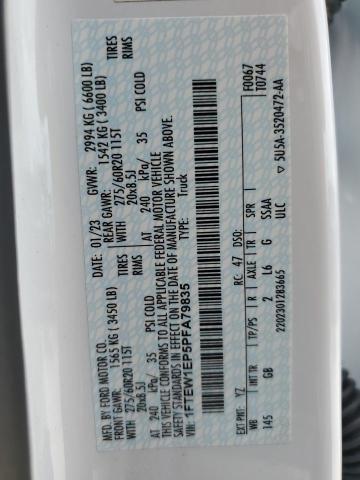 MFD. BY FORD MOTOR CO.
DATE: 01/23 GVWR: 2994 KG ( 6600 LB)
FRONT GAWR: 1565 KG ( 3450 LB) REAR GAWR: 1542 KG ( 3400 LB)
WITH 275/60R20 115T TIRES WITH 275/60R20 115T TIRES
20x8.5J RIMS 20x8.5J RIMS
AT 240 kPa/ 35 PSI COLD AT 240 kPa/ 35 PSI COLD
THIS VEHICLE CONFORMS TO ALL APPLICABLE FEDERAL MOTOR VEHICLE
SAFETY STANDARDS IN EFFECT ON THE DATE OF MANUFACTURE SHOWN ABOVE.
VIN: 1FTEW1EP5PFA79835 TYPE: Truck
F0067
T0744
EXT PNT: YZ RC: 47 DSO:
WB INT TR TP/PS R AXLE TR SPR
145 GB 2 L6 G SSAA
2202301283665 ULC
▽ 5U5A-3520472-AA